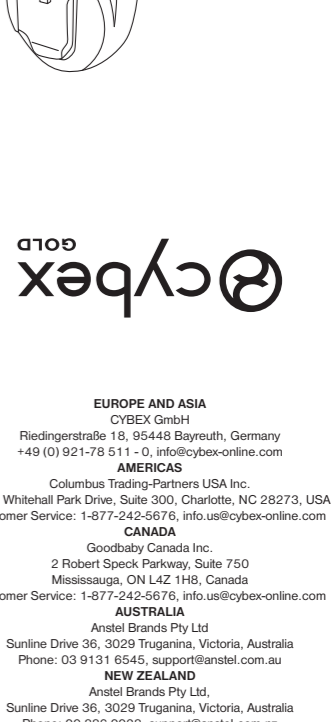 cybex
GOLD
EUROPE AND ASIA
CYBEX GmbH
Riedingerstraße 18, 95448 Bayreuth, Germany
+49 (0) 921-78 511 - 0, info@cybex-online.com
AMERICAS
Columbus Trading-Partners USA Inc.
Whitehall Park Drive, Suite 300, Charlotte, NC 28273, USA
omer Service: 1-877-242-5676, info.us@cybex-online.com
CANADA
Goodbaby Canada Inc.
2 Robert Speck Parkway, Suite 750
Mississauga, ON L4Z 1H8, Canada
omer Service: 1-877-242-5676, info.us@cybex-online.com
AUSTRALIA
Anstel Brands Pty Ltd
Sunline Drive 36, 3029 Truganina, Victoria, Australia
Phone: 03 9131 6545, support@anstel.com.au
NEW ZEALAND
Anstel Brands Pty Ltd,
Sunline Drive 36, 3029 Truganina, Victoria, Australia